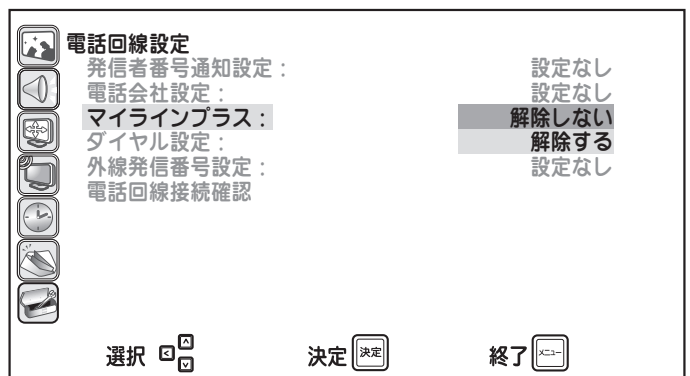 電話回線設定
発信者番号通知設定： 設定なし
電話会社設定： 設定なし
マイラインプラス： 解除しない
ダイヤル設定： 解除する
外線発信番号設定： 設定なし
電話回線接続確認
選択 決定 決定 終了 メニュー